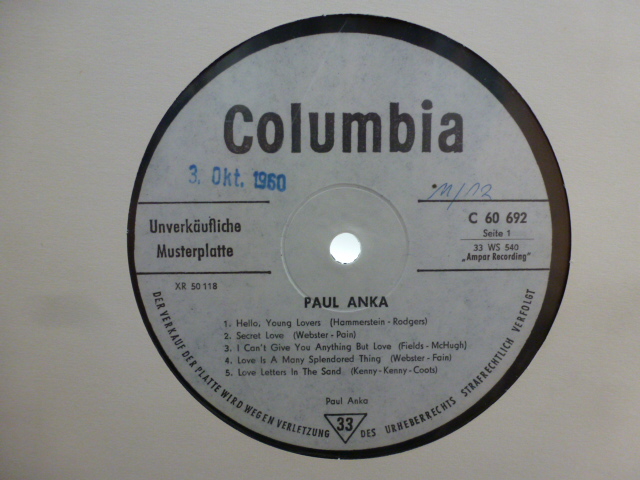 Columbia
3. Okt. 1960
11/12
Unverkäufliche
Musterplatte
C 60 692
Seite 1
33 WS 540
„Ampar Recording"
XR 50 118
PAUL ANKA
1. Hello, Young Lovers (Hammerstein - Rodgers)
2. Secret Love (Webster - Pain)
3. I Can't Give You Anything But Love (Fields - McHugh)
4. Love Is A Many Splendored Thing (Webster - Fain)
5. Love Letters In The Sand (Kenny - Kenny - Coots)
Paul Anka
33
DER VERKAUF DER PLATTE WIRD WEGEN VERLETZUNG DES URHEBERRECHTS STRAFRECHTLICH VERFOLGT